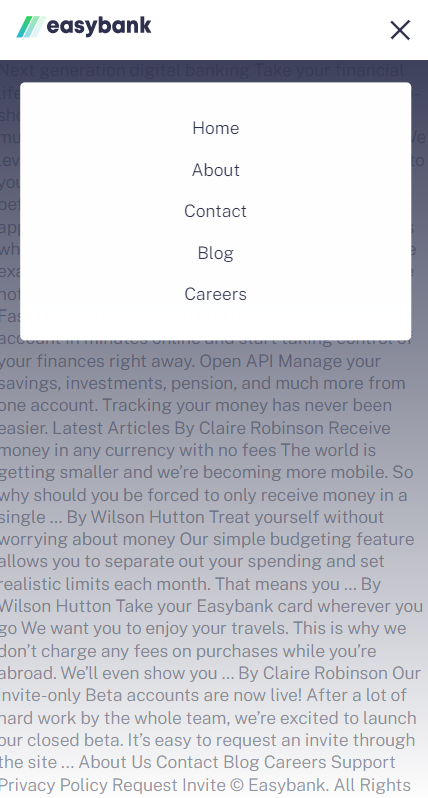 easybank
Next generation digital banking Take your financial
Home
About
Contact
Blog
Careers
account in minutes online and start taking control of
your finances right away. Open API Manage your
savings, investments, pension, and much more from
one account. Tracking your money has never been
easier. Latest Articles By Claire Robinson Receive
money in any currency with no fees The world is
getting smaller and we’re becoming more mobile. So
why should you be forced to only receive money in a
single … By Wilson Hutton Treat yourself without
worrying about money Our simple budgeting feature
allows you to separate out your spending and set
realistic limits each month. That means you … By
Wilson Hutton Take your Easybank card wherever you
go We want you to enjoy your travels. This is why we
don’t charge any fees on purchases while you’re
abroad. We’ll even show you … By Claire Robinson Our
invite-only Beta accounts are now live! After a lot of
hard work by the whole team, we’re excited to launch
our closed beta. It’s easy to request an invite through
the site … About Us Contact Blog Careers Support
Privacy Policy Request Invite © Easybank. All Rights